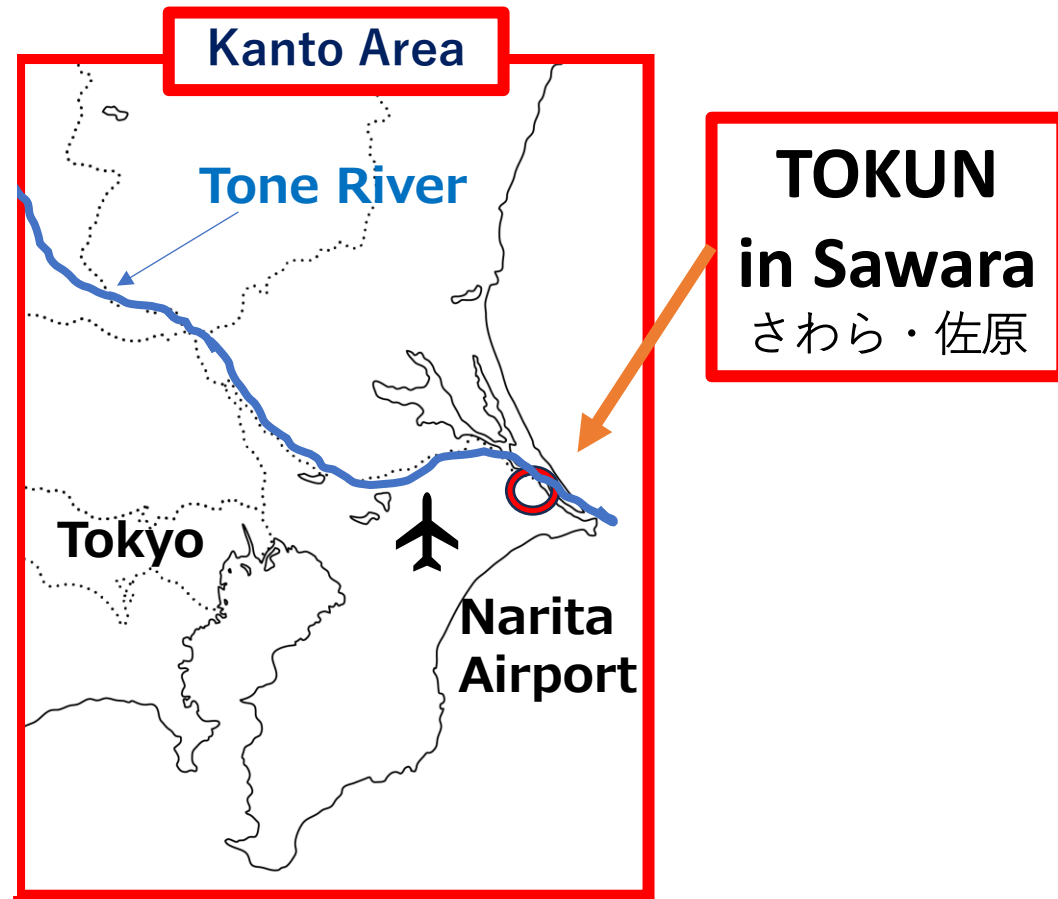 Kanto Area
Tone River
TOKUN
in Sawara
さわら・佐原
Tokyo
Narita
Airport